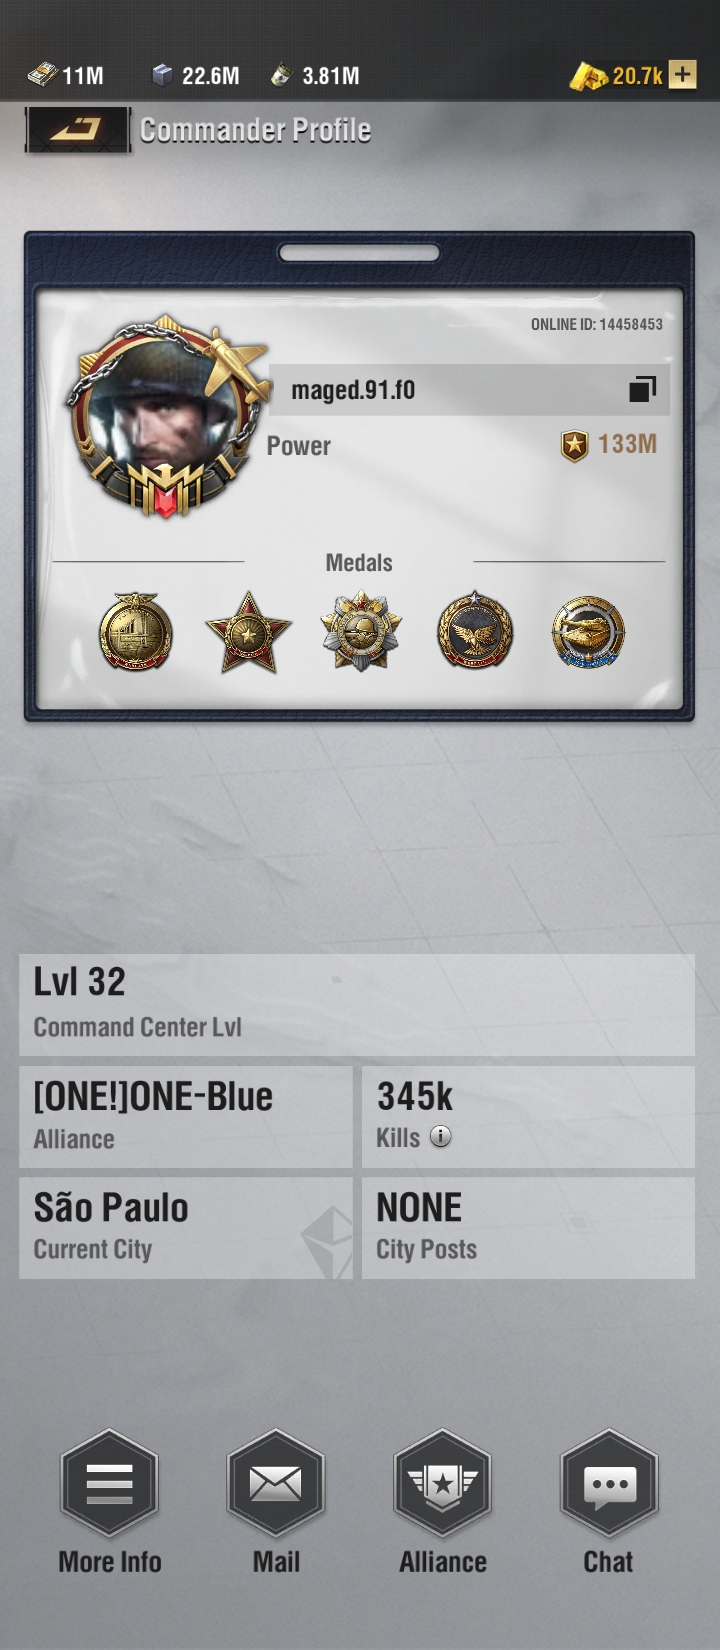 11M 22.6M 3.81M 20.7k
Commander Profile
ONLINE ID: 14458453
maged.91.f0
Power 133M
Medals
Lvl 32
Command Center Lvl
[ONE!]ONE-Blue
Alliance
345k
Kills
São Paulo
Current City
NONE
City Posts
More Info Mail Alliance Chat